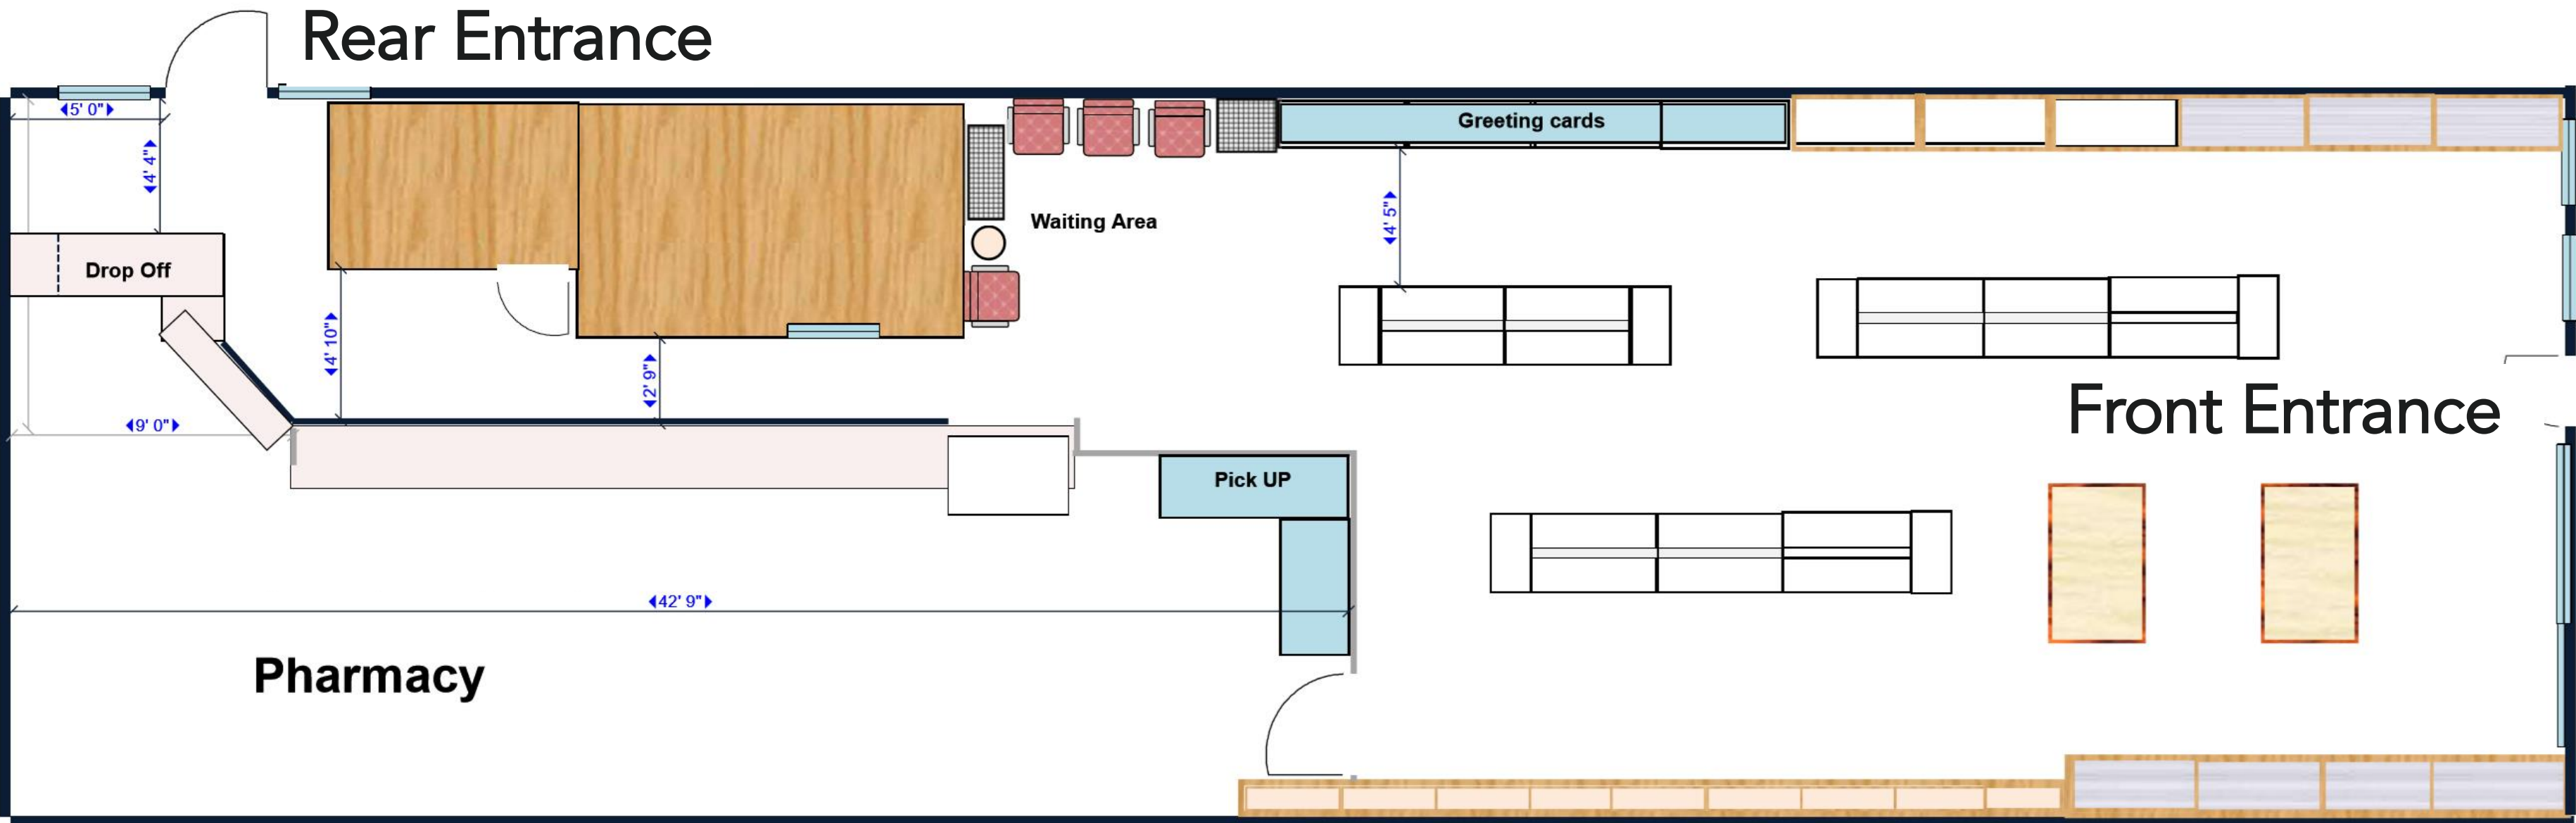 Rear Entrance
5' 0"
4' 4"
Greeting cards
Waiting Area
4' 5"
Drop Off
4' 10"
2' 9"
Front Entrance
9' 0"
Pick UP
42' 9"
Pharmacy